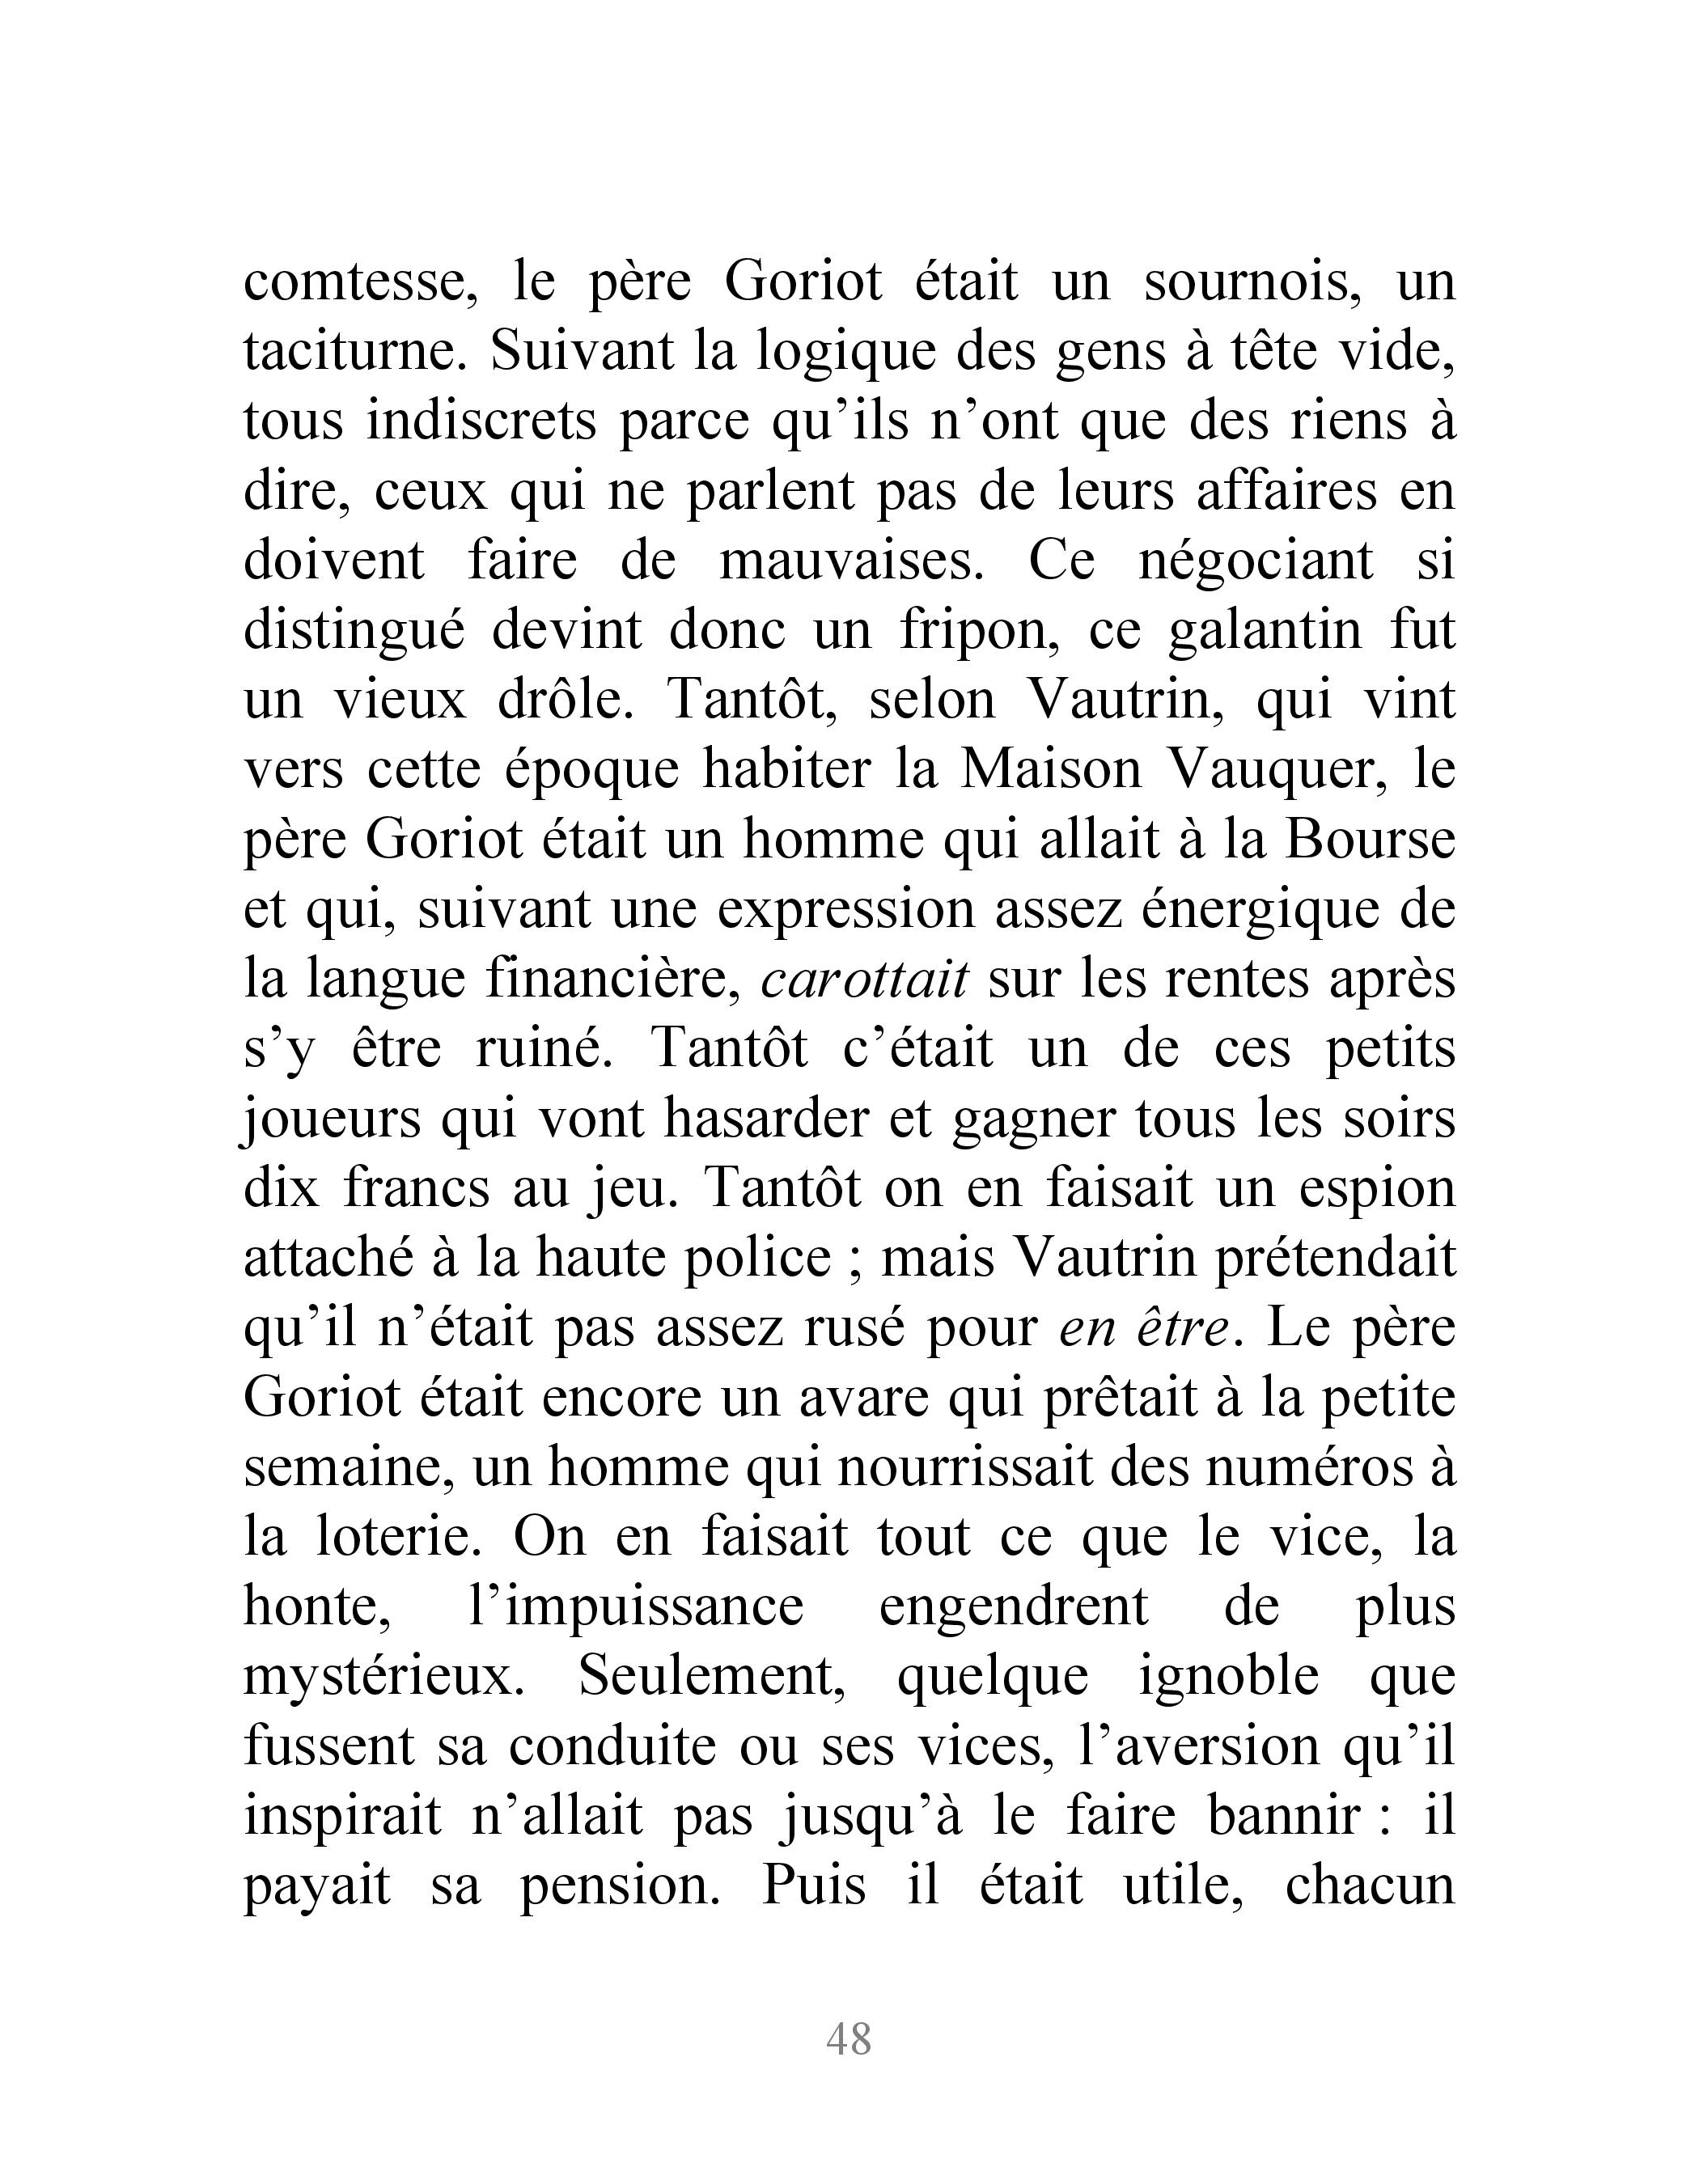 comtesse, le père Goriot était un sournois, un
taciturne. Suivant la logique des gens à tête vide,
tous indiscrets parce qu’ils n’ont que des riens à
dire, ceux qui ne parlent pas de leurs affaires en
doivent faire de mauvaises. Ce négociant si
distingué devint donc un fripon, ce galantin fut
un vieux drôle. Tantôt, selon Vautrin, qui vint
vers cette époque habiter la Maison Vauquer, le
père Goriot était un homme qui allait à la Bourse
et qui, suivant une expression assez énergique de
la langue financière, carottait sur les rentes après
s’y être ruiné. Tantôt c’était un de ces petits
joueurs qui vont hasarder et gagner tous les soirs
dix francs au jeu. Tantôt on en faisait un espion
attaché à la haute police ; mais Vautrin prétendait
qu’il n’était pas assez rusé pour en être. Le père
Goriot était encore un avare qui prêtait à la petite
semaine, un homme qui nourrissait des numéros à
la loterie. On en faisait tout ce que le vice, la
honte, l’impuissance engendrent de plus
mystérieux. Seulement, quelque ignoble que
fussent sa conduite ou ses vices, l’aversion qu’il
inspirait n’allait pas jusqu’à le faire bannir : il
payait sa pension. Puis il était utile, chacun
48